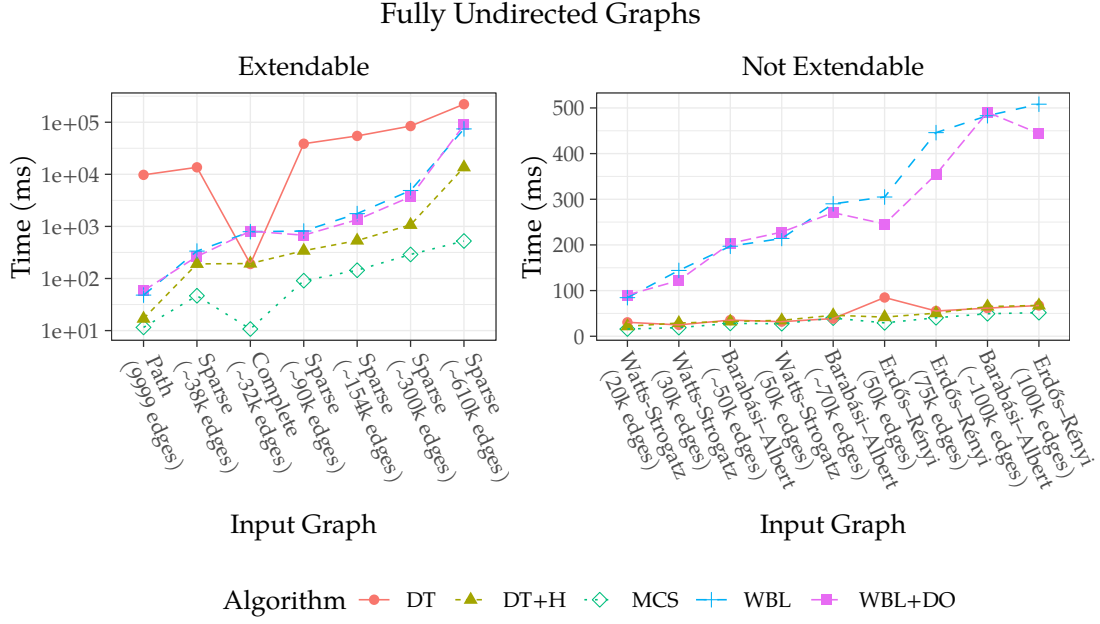 Fully Undirected Graphs
Extendable
Time (ms)
1e+05
1e+04
1e+03
1e+02
1e+01
Path
(9999 edges)
Sparse
(~38k edges)
Complete
(~32k edges)
Sparse
(~90k edges)
Sparse
(~154k edges)
Sparse
(~300k edges)
Sparse
(~610k edges)
Input Graph
Not Extendable
Time (ms)
500
400
300
200
100
0
Watts-Strogatz
(20k edges)
Watts-Strogatz
(30k edges)
Barabási–Albert
(~50k edges)
Watts-Strogatz
(50k edges)
Barabási–Albert
(~70k edges)
Erdős–Rényi
(50k edges)
Erdős–Rényi
(75k edges)
Barabási–Albert
(~100k edges)
Erdős–Rényi
(100k edges)
Input Graph
Algorithm DT DT+H MCS WBL WBL+DO